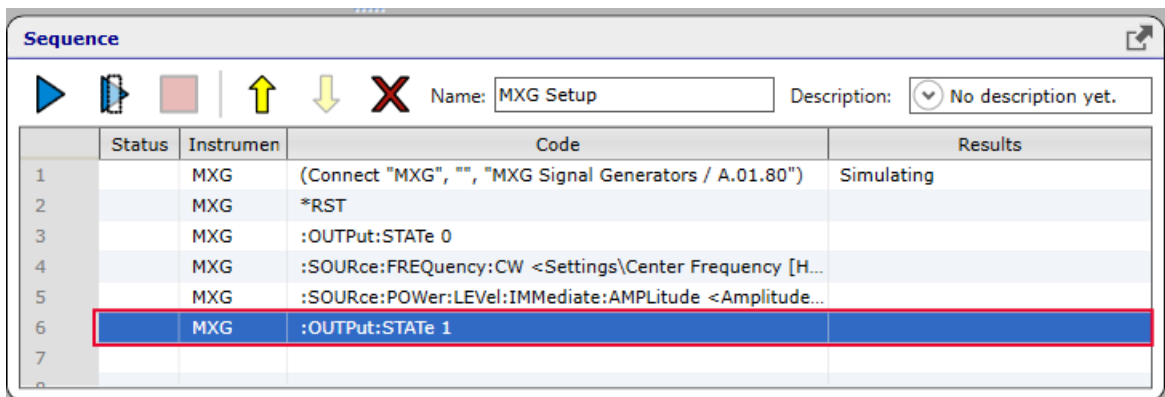 Sequence
Name: MXG Setup Description: No description yet.
Status Instrumen Code Results
1 MXG (Connect "MXG", "", "MXG Signal Generators / A.01.80") Simulating
2 MXG *RST
3 MXG :OUTPut:STATe 0
4 MXG :SOURce:FREQuency:CW <Settings\Center Frequency [H...
5 MXG :SOURce:POWer:LEVel:IMMediate:AMPLitude <Amplitude...
6 MXG :OUTPut:STATe 1
7